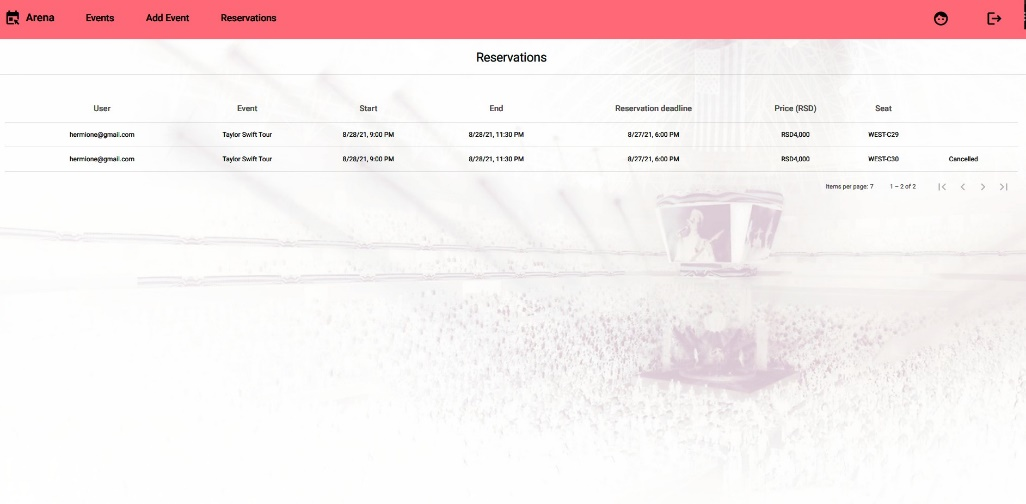 Arena Events Add Event Reservations
Reservations
User Event Start End Reservation deadline Price (RSD) Seat
hermione@gmail.com Taylor Swift Tour 8/28/21, 9:00 PM 8/28/21, 11:30 PM 8/27/21, 6:00 PM RSD4,000 WEST-C29
hermione@gmail.com Taylor Swift Tour 8/28/21, 9:00 PM 8/28/21, 11:30 PM 8/27/21, 6:00 PM RSD4,000 WEST-C30 Cancelled
Items per page: 7 1 – 2 of 2